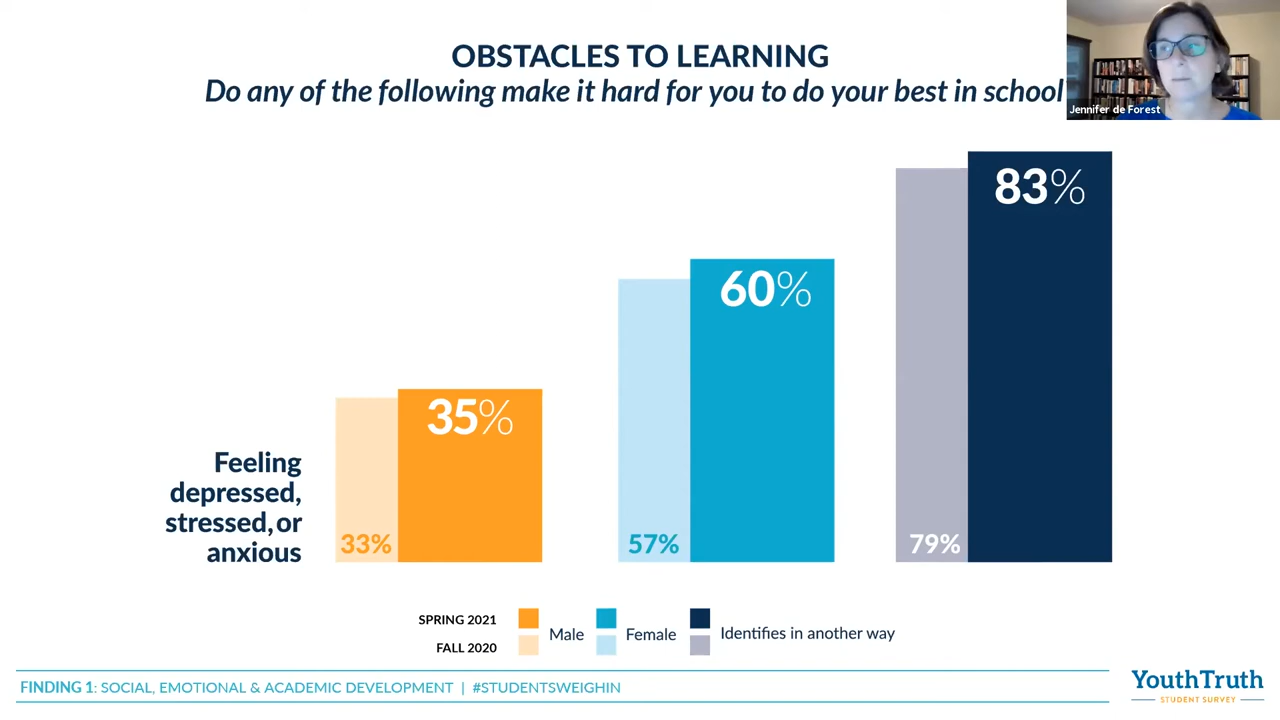 OBSTACLES TO LEARNING
Do any of the following make it hard for you to do your best in school
Jennifer de Forest
83%
60%
35%
Feeling
depressed,
stressed, or
anxious
33%
57%
79%
SPRING 2021
FALL 2020
Male
Female
Identifies in another way
FINDING 1: SOCIAL, EMOTIONAL & ACADEMIC DEVELOPMENT | #STUDENTSWEIGHIN
YouthTruth
STUDENT SURVEY